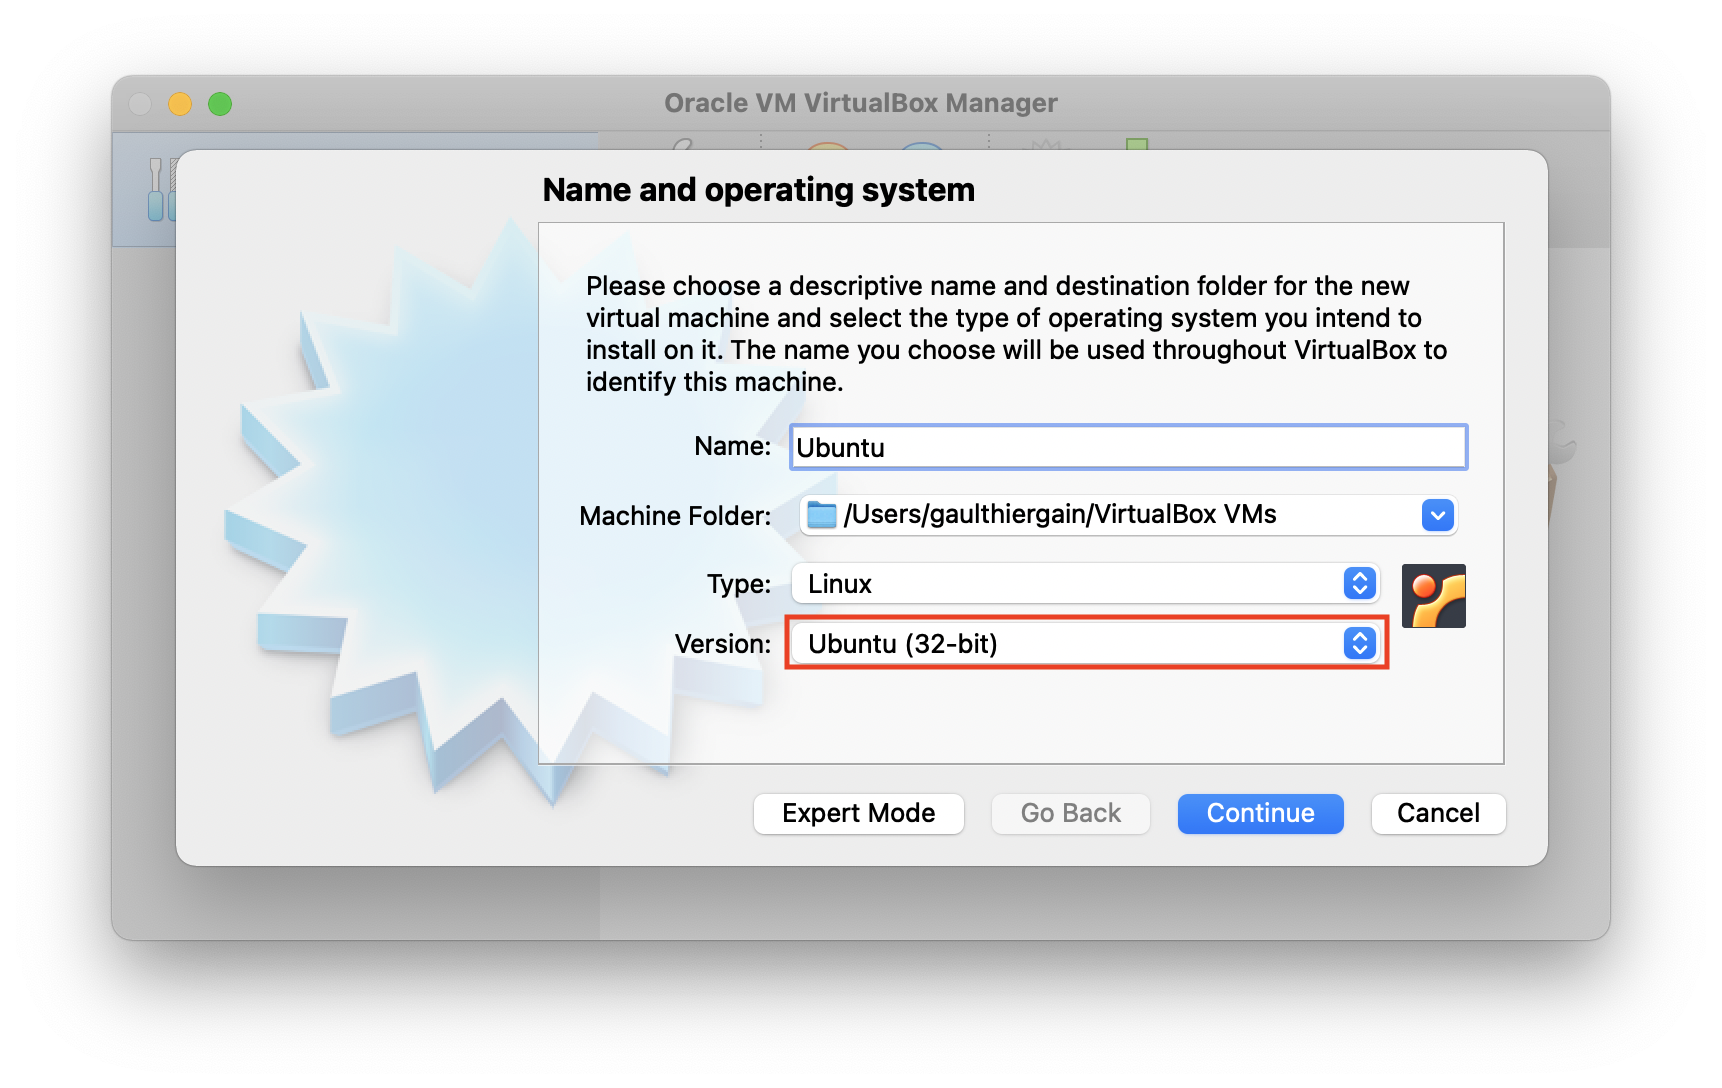 Oracle VM VirtualBox Manager
Name and operating system
Please choose a descriptive name and destination folder for the new
virtual machine and select the type of operating system you intend to
install on it. The name you choose will be used throughout VirtualBox to
identify this machine.
Name: Ubuntu
Machine Folder: /Users/gaulthiergain/VirtualBox VMs
Type: Linux
Version: Ubuntu (32-bit)
Expert Mode Go Back Continue Cancel